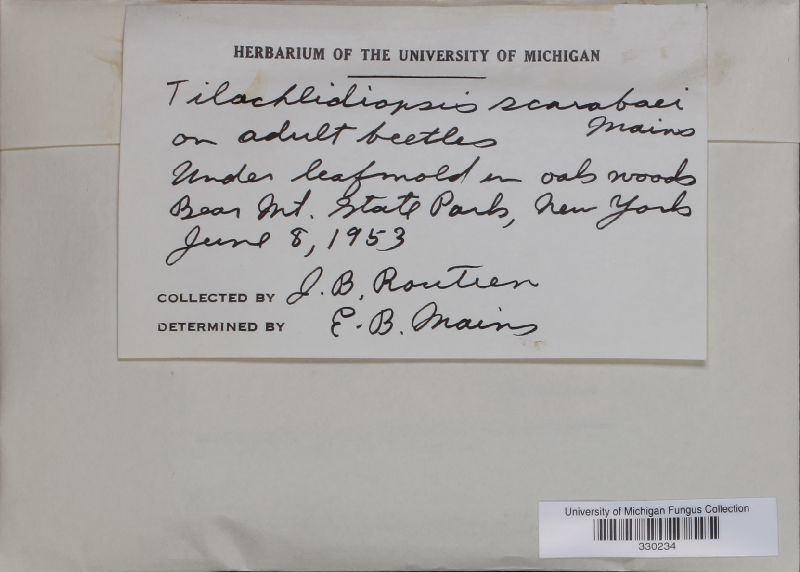 HERBARIUM OF THE UNIVERSITY OF MICHIGAN
Tilachlidiopsis scarabaei
Mains
on adult beetles
Under leafmold in oak woods
Bear Mt. State Park, New York
June 8, 1953
COLLECTED BY J. B. Routien
DETERMINED BY E. B. Mains
University of Michigan Fungus Collection
330234